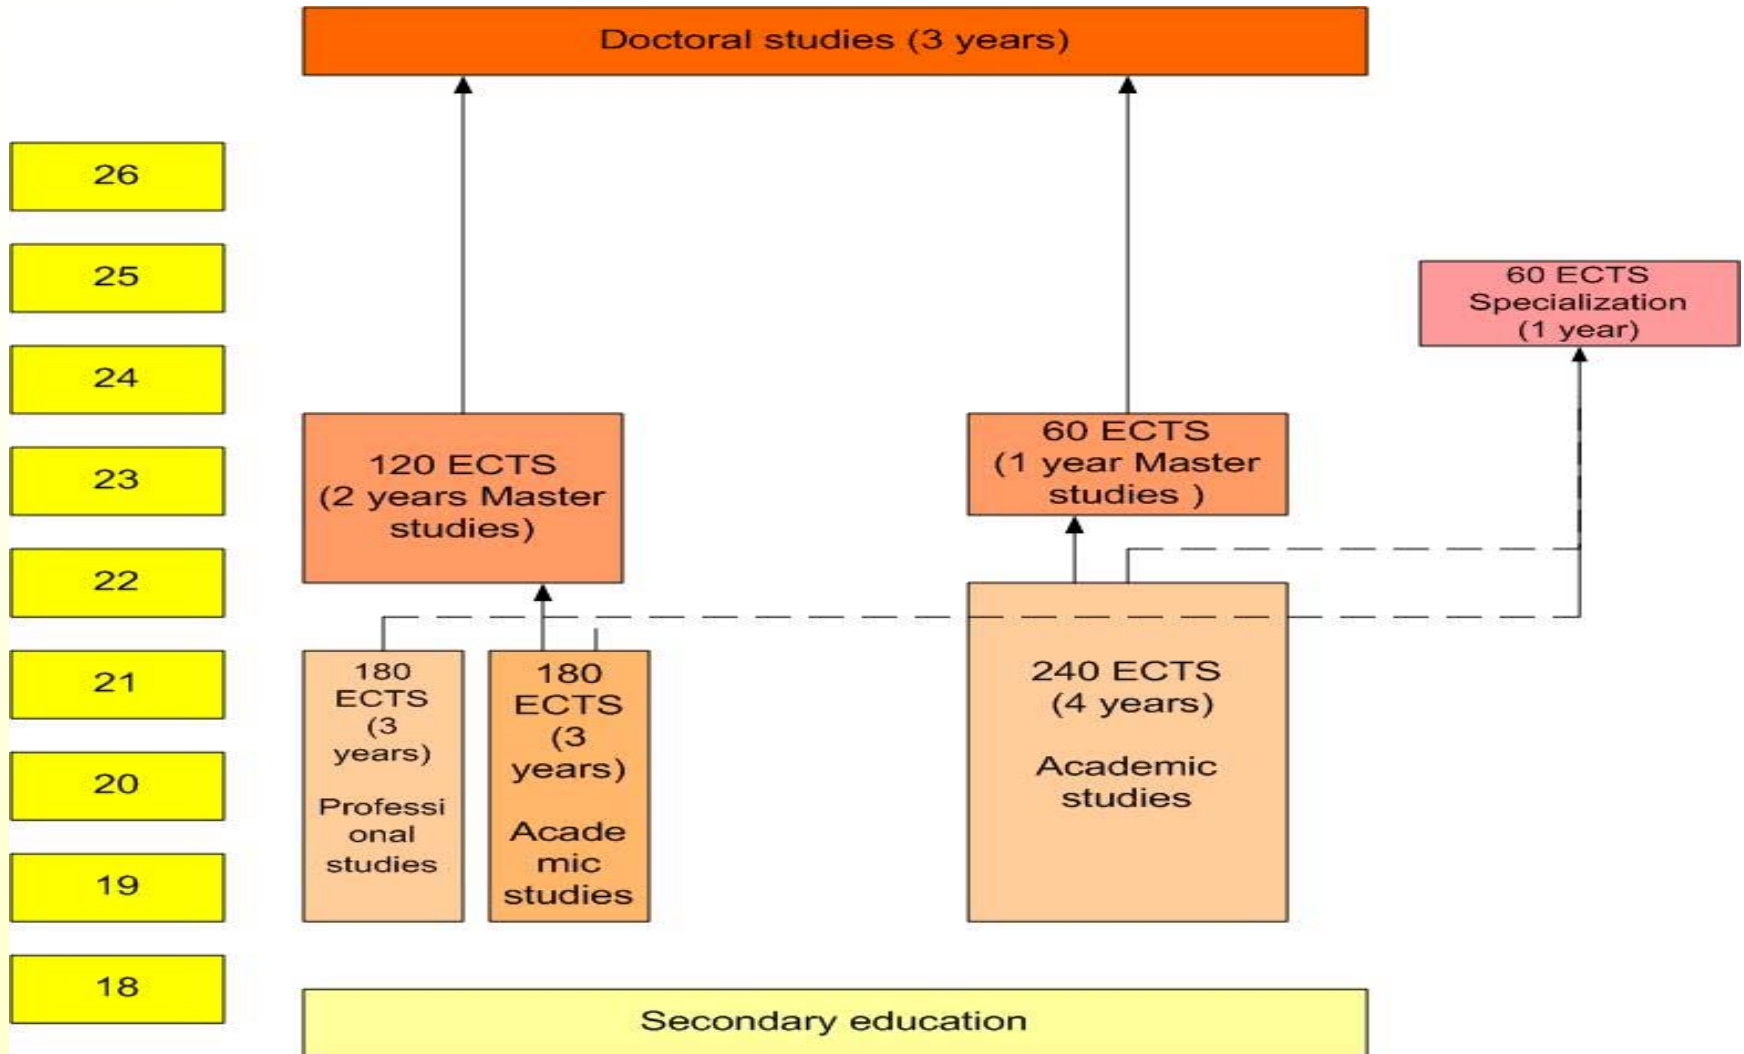 Doctoral studies (3 years)
26
25
60 ECTS
Specialization
(1 year)
24
120 ECTS
(2 years Master
studies)
60 ECTS
(1 year Master
studies )
23
22
21
180
ECTS
(3
years)
Professi
onal
studies
180
ECTS
(3
years)
Acade
mic
studies
240 ECTS
(4 years)
Academic
studies
20
19
18
Secondary education